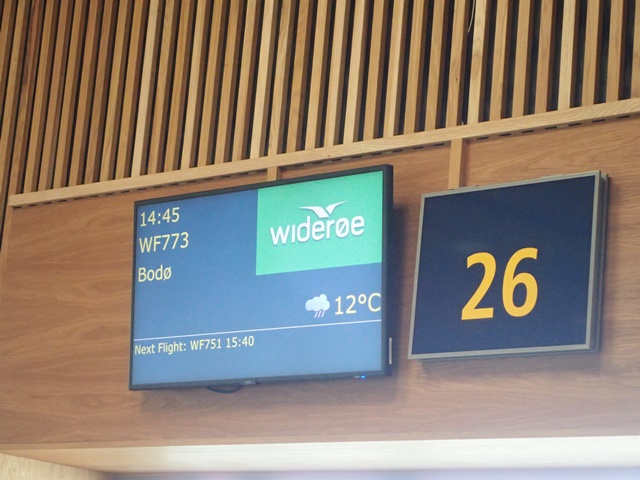 14:45
widerøe
WF773
Bodø
12°C
Next Flight: WF751 15:40
26